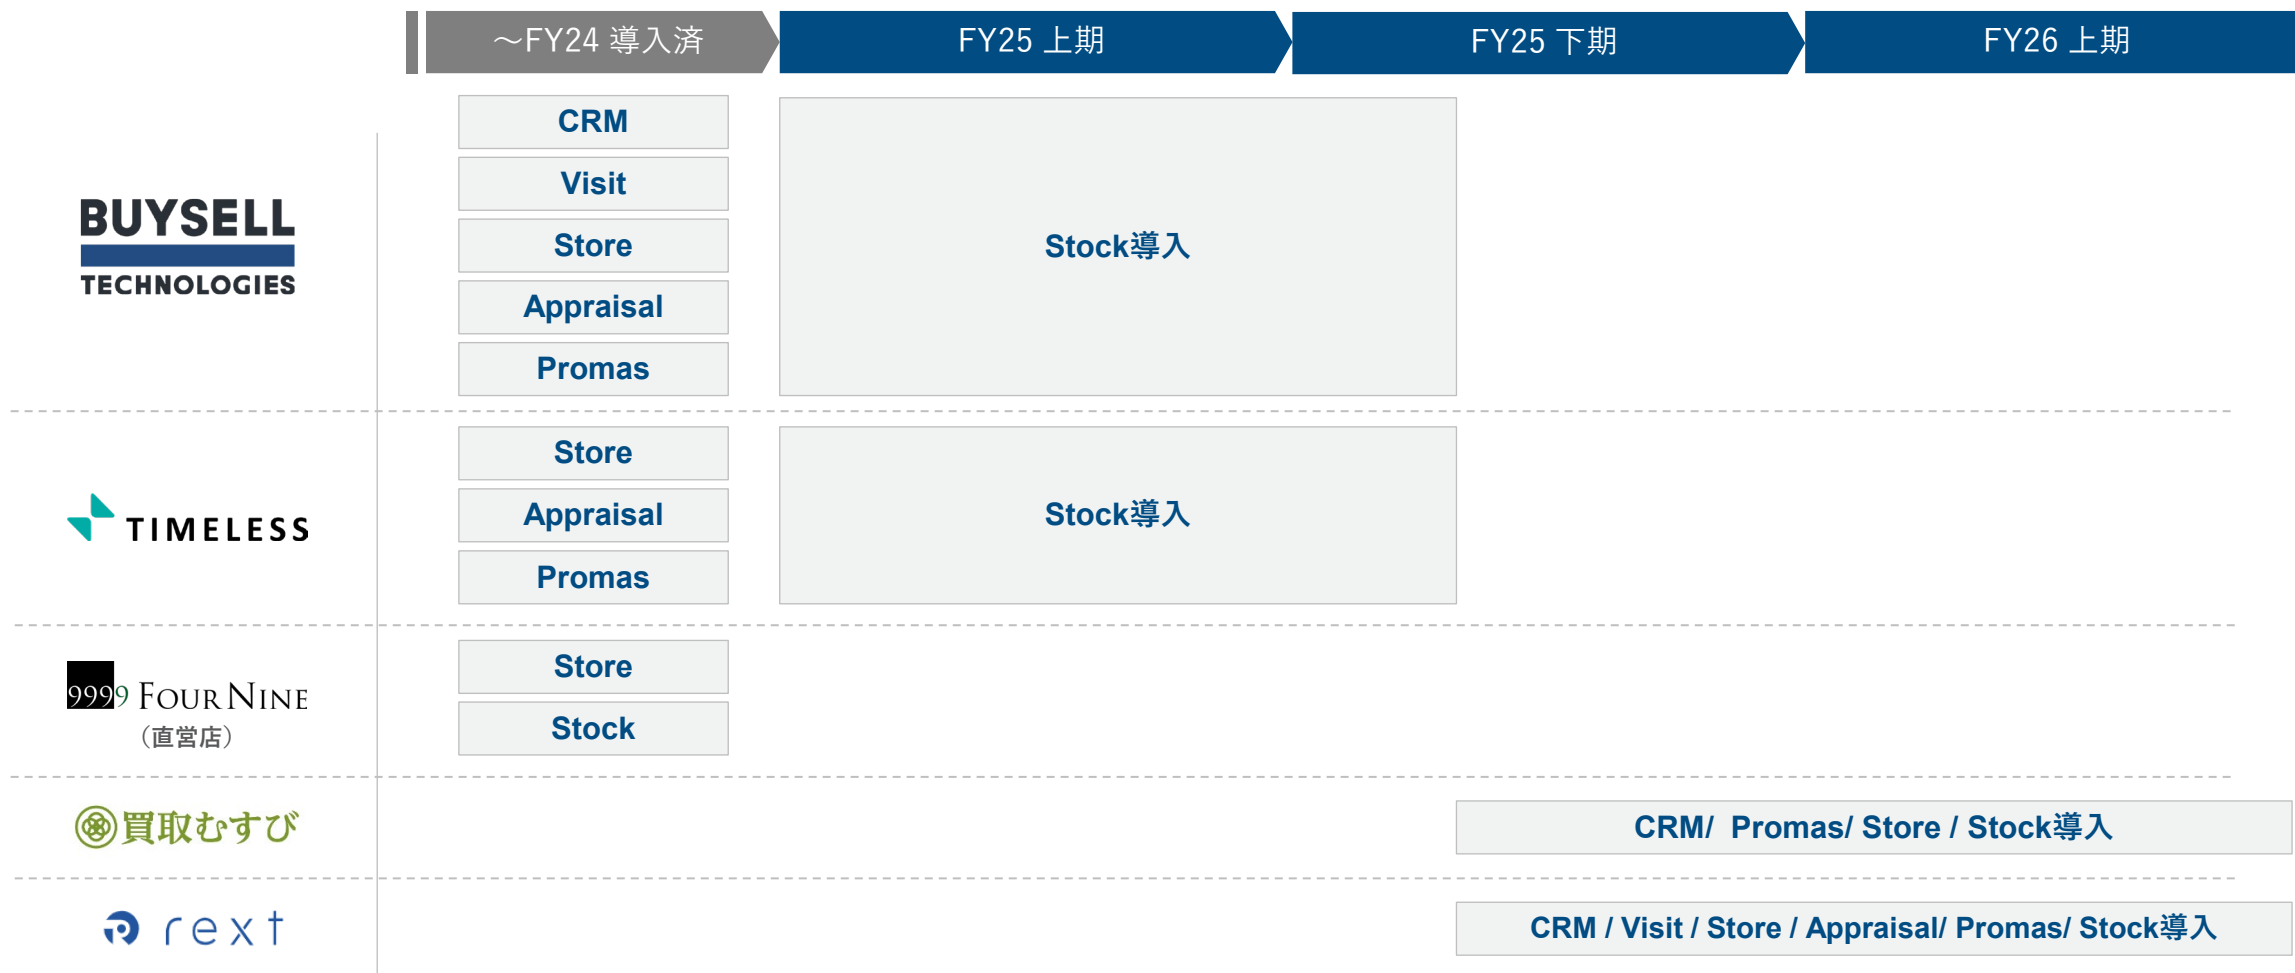 ～FY24 導入済
FY25 上期
FY25 下期
FY26 上期
BUYSELL
TECHNOLOGIES
CRM
Visit
Store
Appraisal
Promas
Stock導入
TIMELESS
Store
Appraisal
Promas
Stock導入
9999 FOUR NINE
（直営店）
Store
Stock
買取むすび
CRM/ Promas/ Store / Stock導入
rext
CRM / Visit / Store / Appraisal/ Promas/ Stock導入